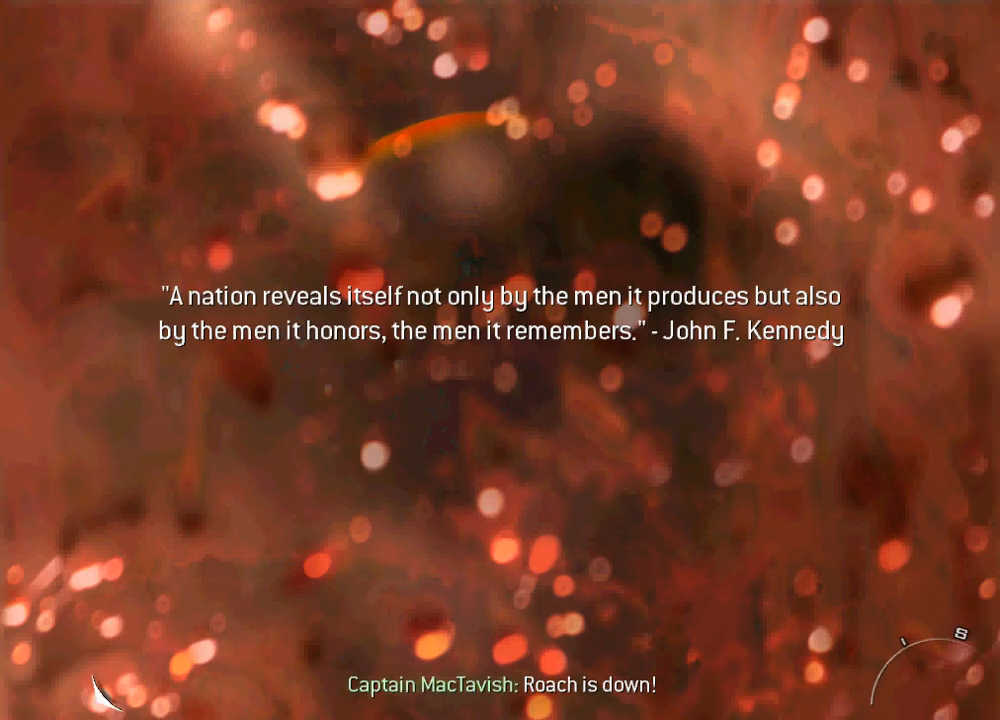 "A nation reveals itself not only by the men it produces but also
by the men it honors, the men it remembers." - John F. Kennedy
Captain MacTavish: Roach is down!
S